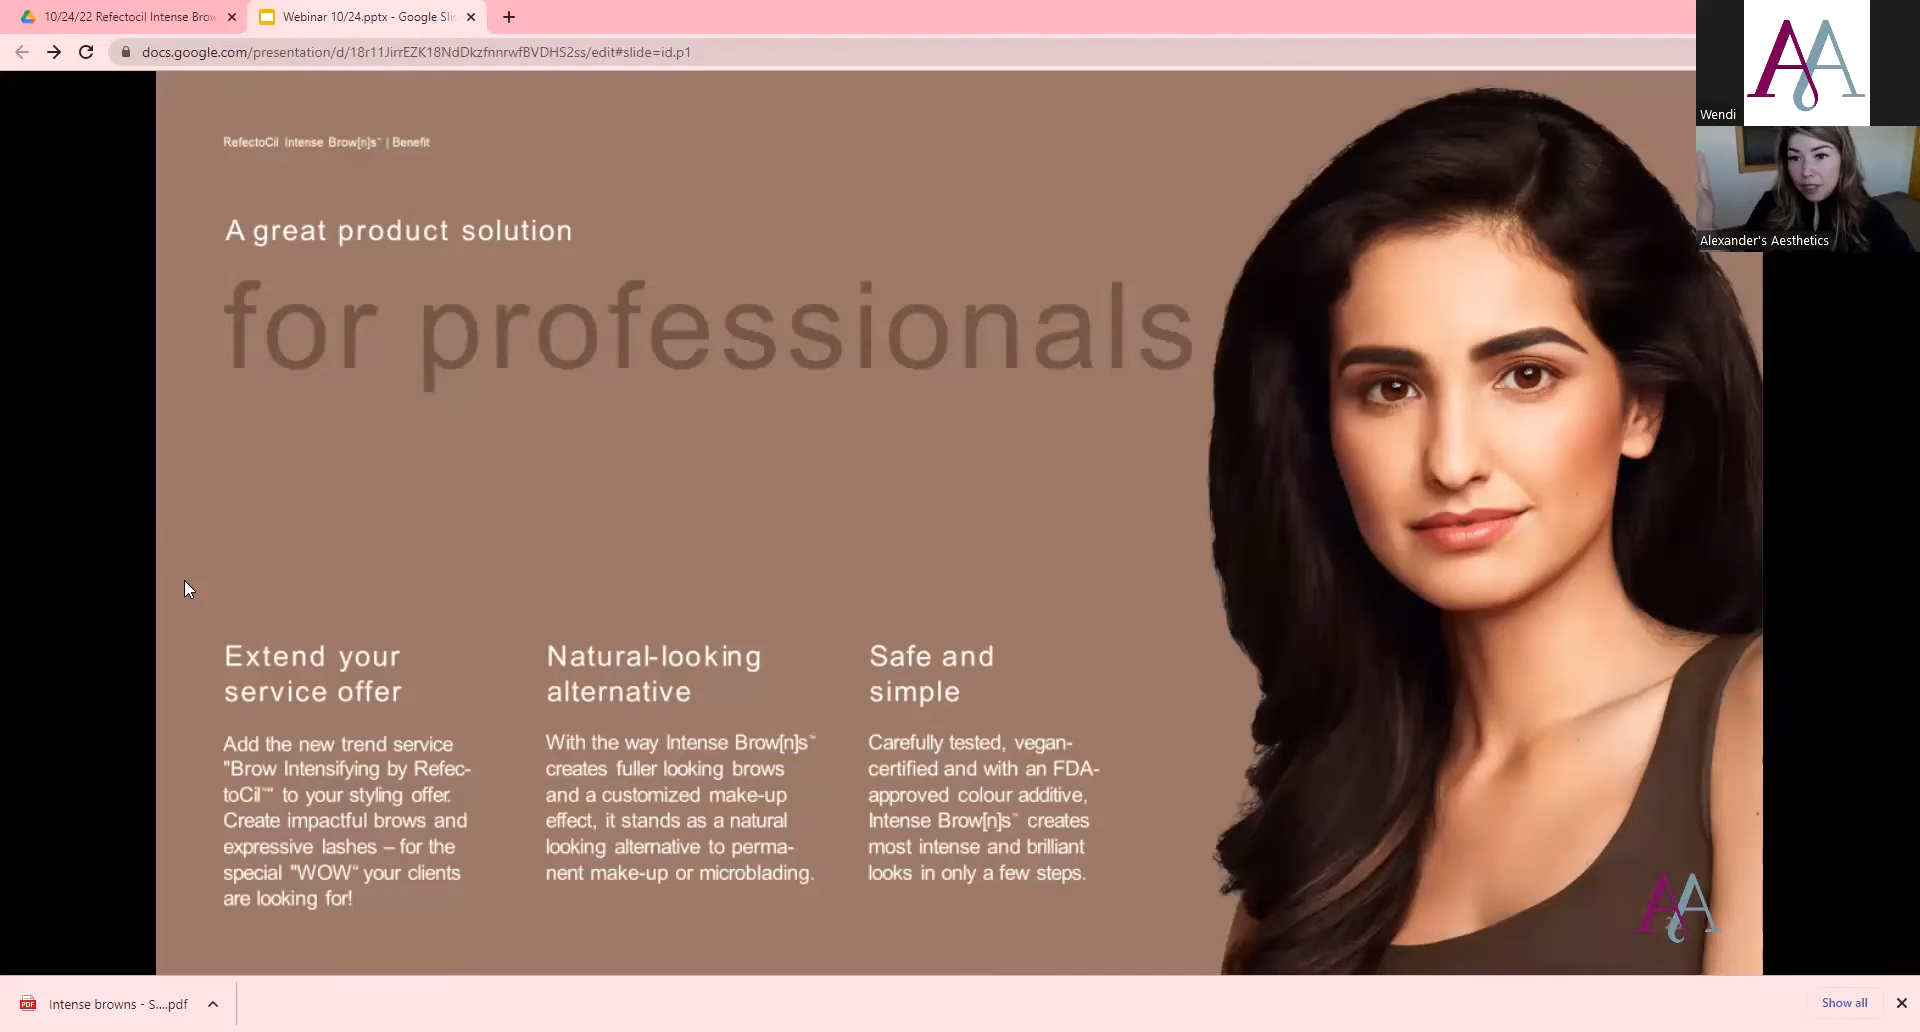 10/24/22 Refectocil Intense Brow
Webinar 10/24.pptx - Google Sli
docs.google.com/presentation/d/18r11JirrEZK18NdDkzfnnrwfBVDHS2ss/edit#slide=id.p1
AA
Wendi
Alexander's Aesthetics
RefectoCil Intense Brow[n]s™ | Benefit
A great product solution
for professionals
Extend your
service offer
Add the new trend service
"Brow Intensifying by Refec-
toCil™“ to your styling offer.
Create impactful brows and
expressive lashes – for the
special "WOW“ your clients
are looking for!
Natural-looking
alternative
With the way Intense Brow[n]s™
creates fuller looking brows
and a customized make-up
effect, it stands as a natural
looking alternative to perma-
nent make-up or microblading.
Safe and
simple
Carefully tested, vegan-
certified and with an FDA-
approved colour additive,
Intense Brow[n]s™ creates
most intense and brilliant
looks in only a few steps.
AA
PDF
Intense browns - S....pdf
Show all